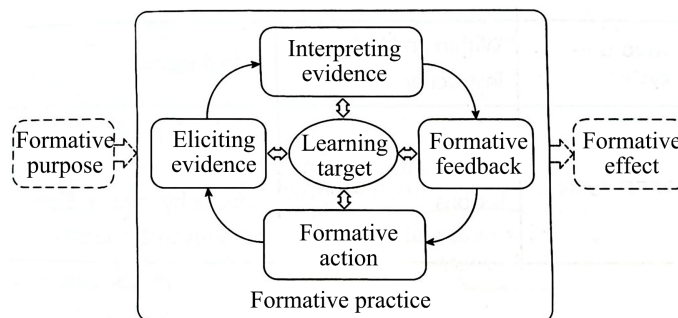 Interpreting
evidence
Formative
purpose
Eliciting
evidence
Learning
target
Formative
feedback
Formative
effect
Formative
action
Formative practice